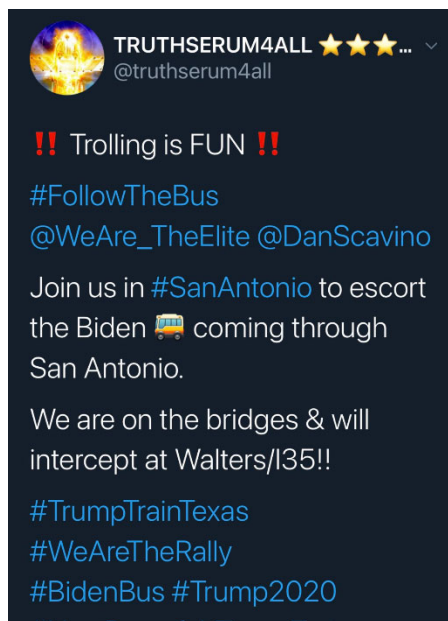 TRUTHSERUM4ALL ⭐⭐⭐...
@truthserum4all
‼️ Trolling is FUN ‼️
#FollowTheBus
@WeAre_TheElite @DanScavino
Join us in #SanAntonio to escort
the Biden 🚌 coming through
San Antonio.
We are on the bridges & will
intercept at Walters/I35!!
#TrumpTrainTexas
#WeAreTheRally
#BidenBus #Trump2020